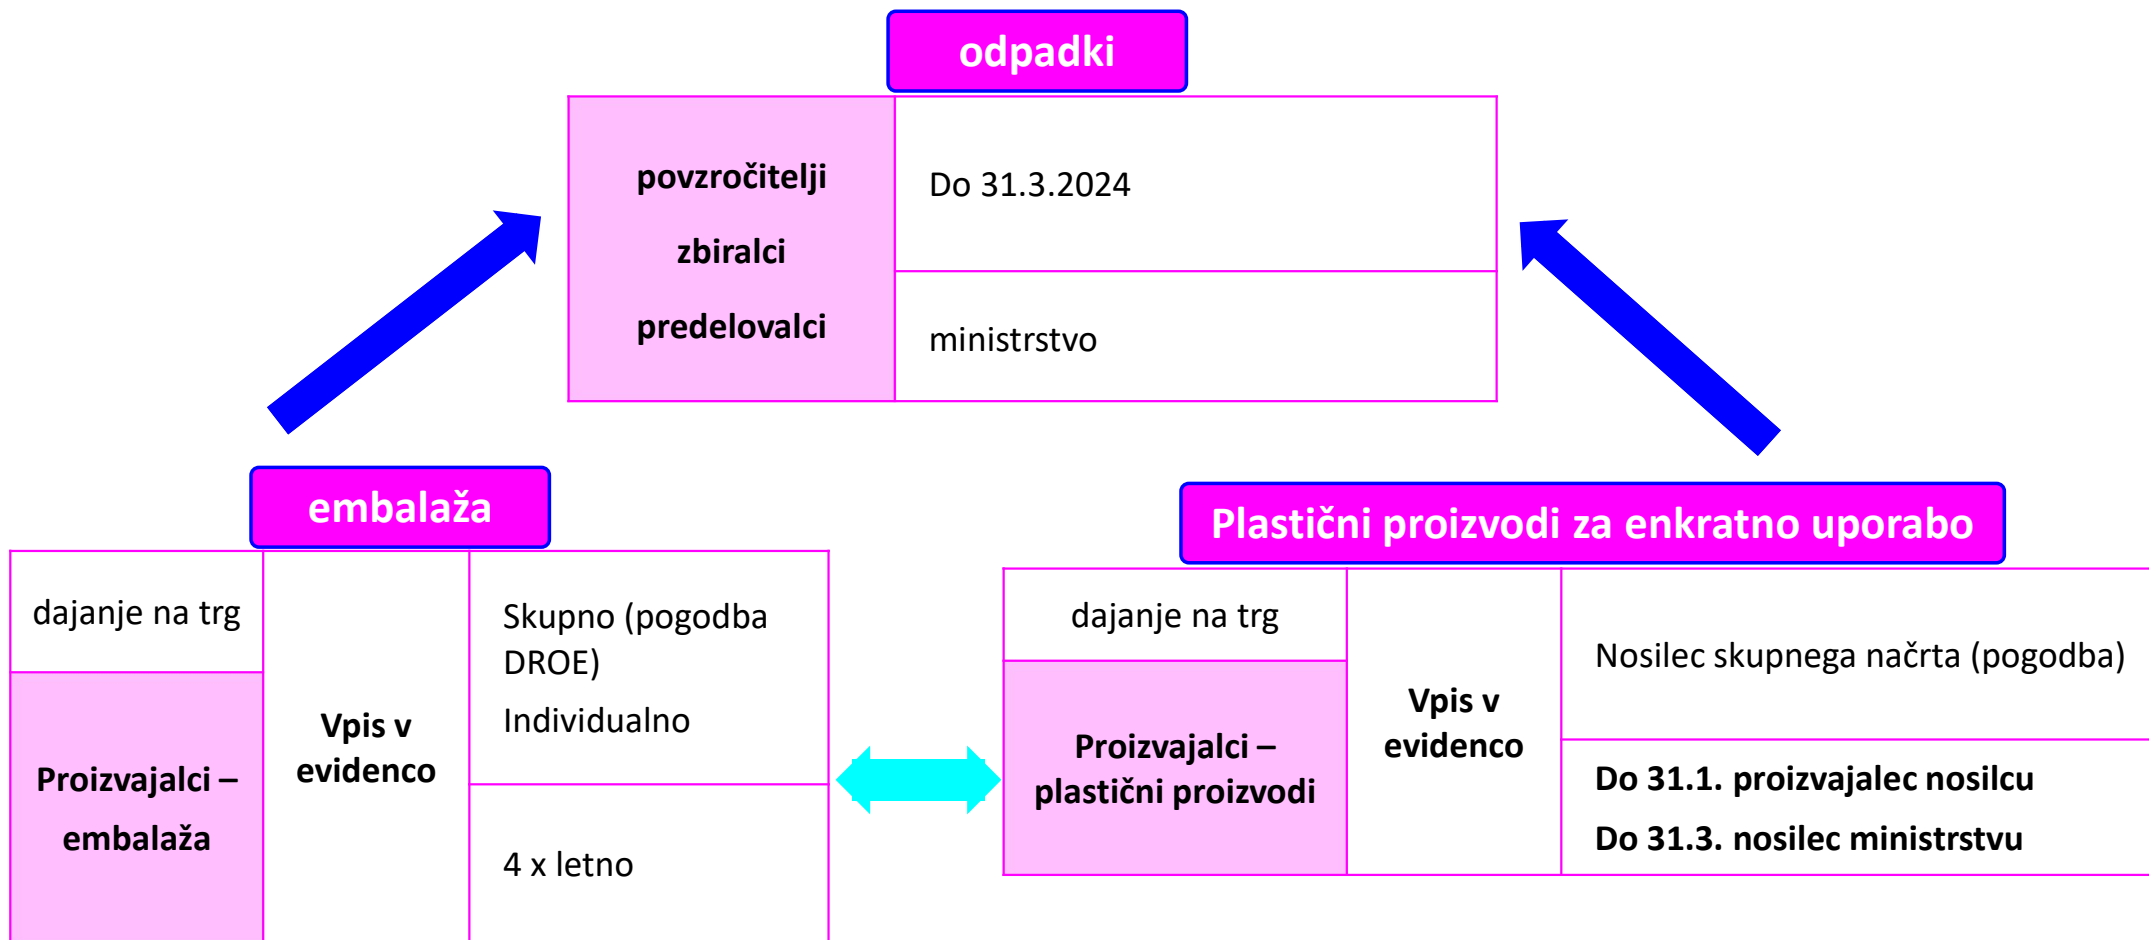 odpadki
povzročitelji
zbiralci
predelovalci
Do 31.3.2024
ministrstvo
embalaža
dajanje na trg
Proizvajalci –
embalaža
Vpis v
evidenco
Skupno (pogodba
DROE)
Individualno
4 x letno
Plastični proizvodi za enkratno uporabo
dajanje na trg
Proizvajalci –
plastični proizvodi
Vpis v
evidenco
Nosilec skupnega načrta (pogodba)
Do 31.1. proizvajalec nosilcu
Do 31.3. nosilec ministrstvu